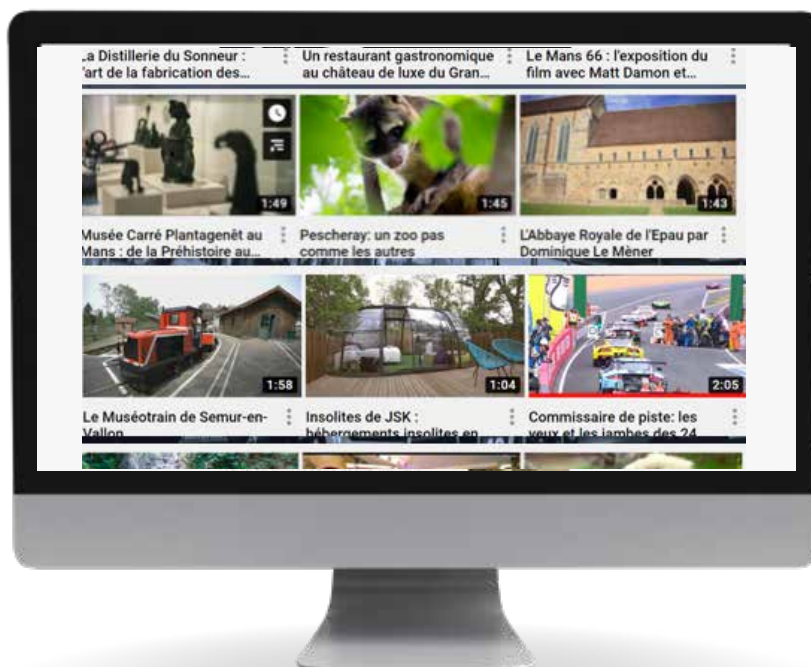 La Distillerie du Sonneur :
l'art de la fabrication des...
Un restaurant gastronomique
au château de luxe du Gran...
Le Mans 66 : l'exposition du
film avec Matt Damon et...
1:49
1:45
1:43
Musée Carré Plantagenêt au
Mans : de la Préhistoire au...
Pescheray: un zoo pas
comme les autres
L'Abbaye Royale de l'Epau par
Dominique Le Mèner
1:58
1:04
2:05
Le Muséotrain de Semur-en-
Vallon
Insolites de JSK :
hébergements insolites en
Commissaire de piste: les
yeux et les jambes des 24